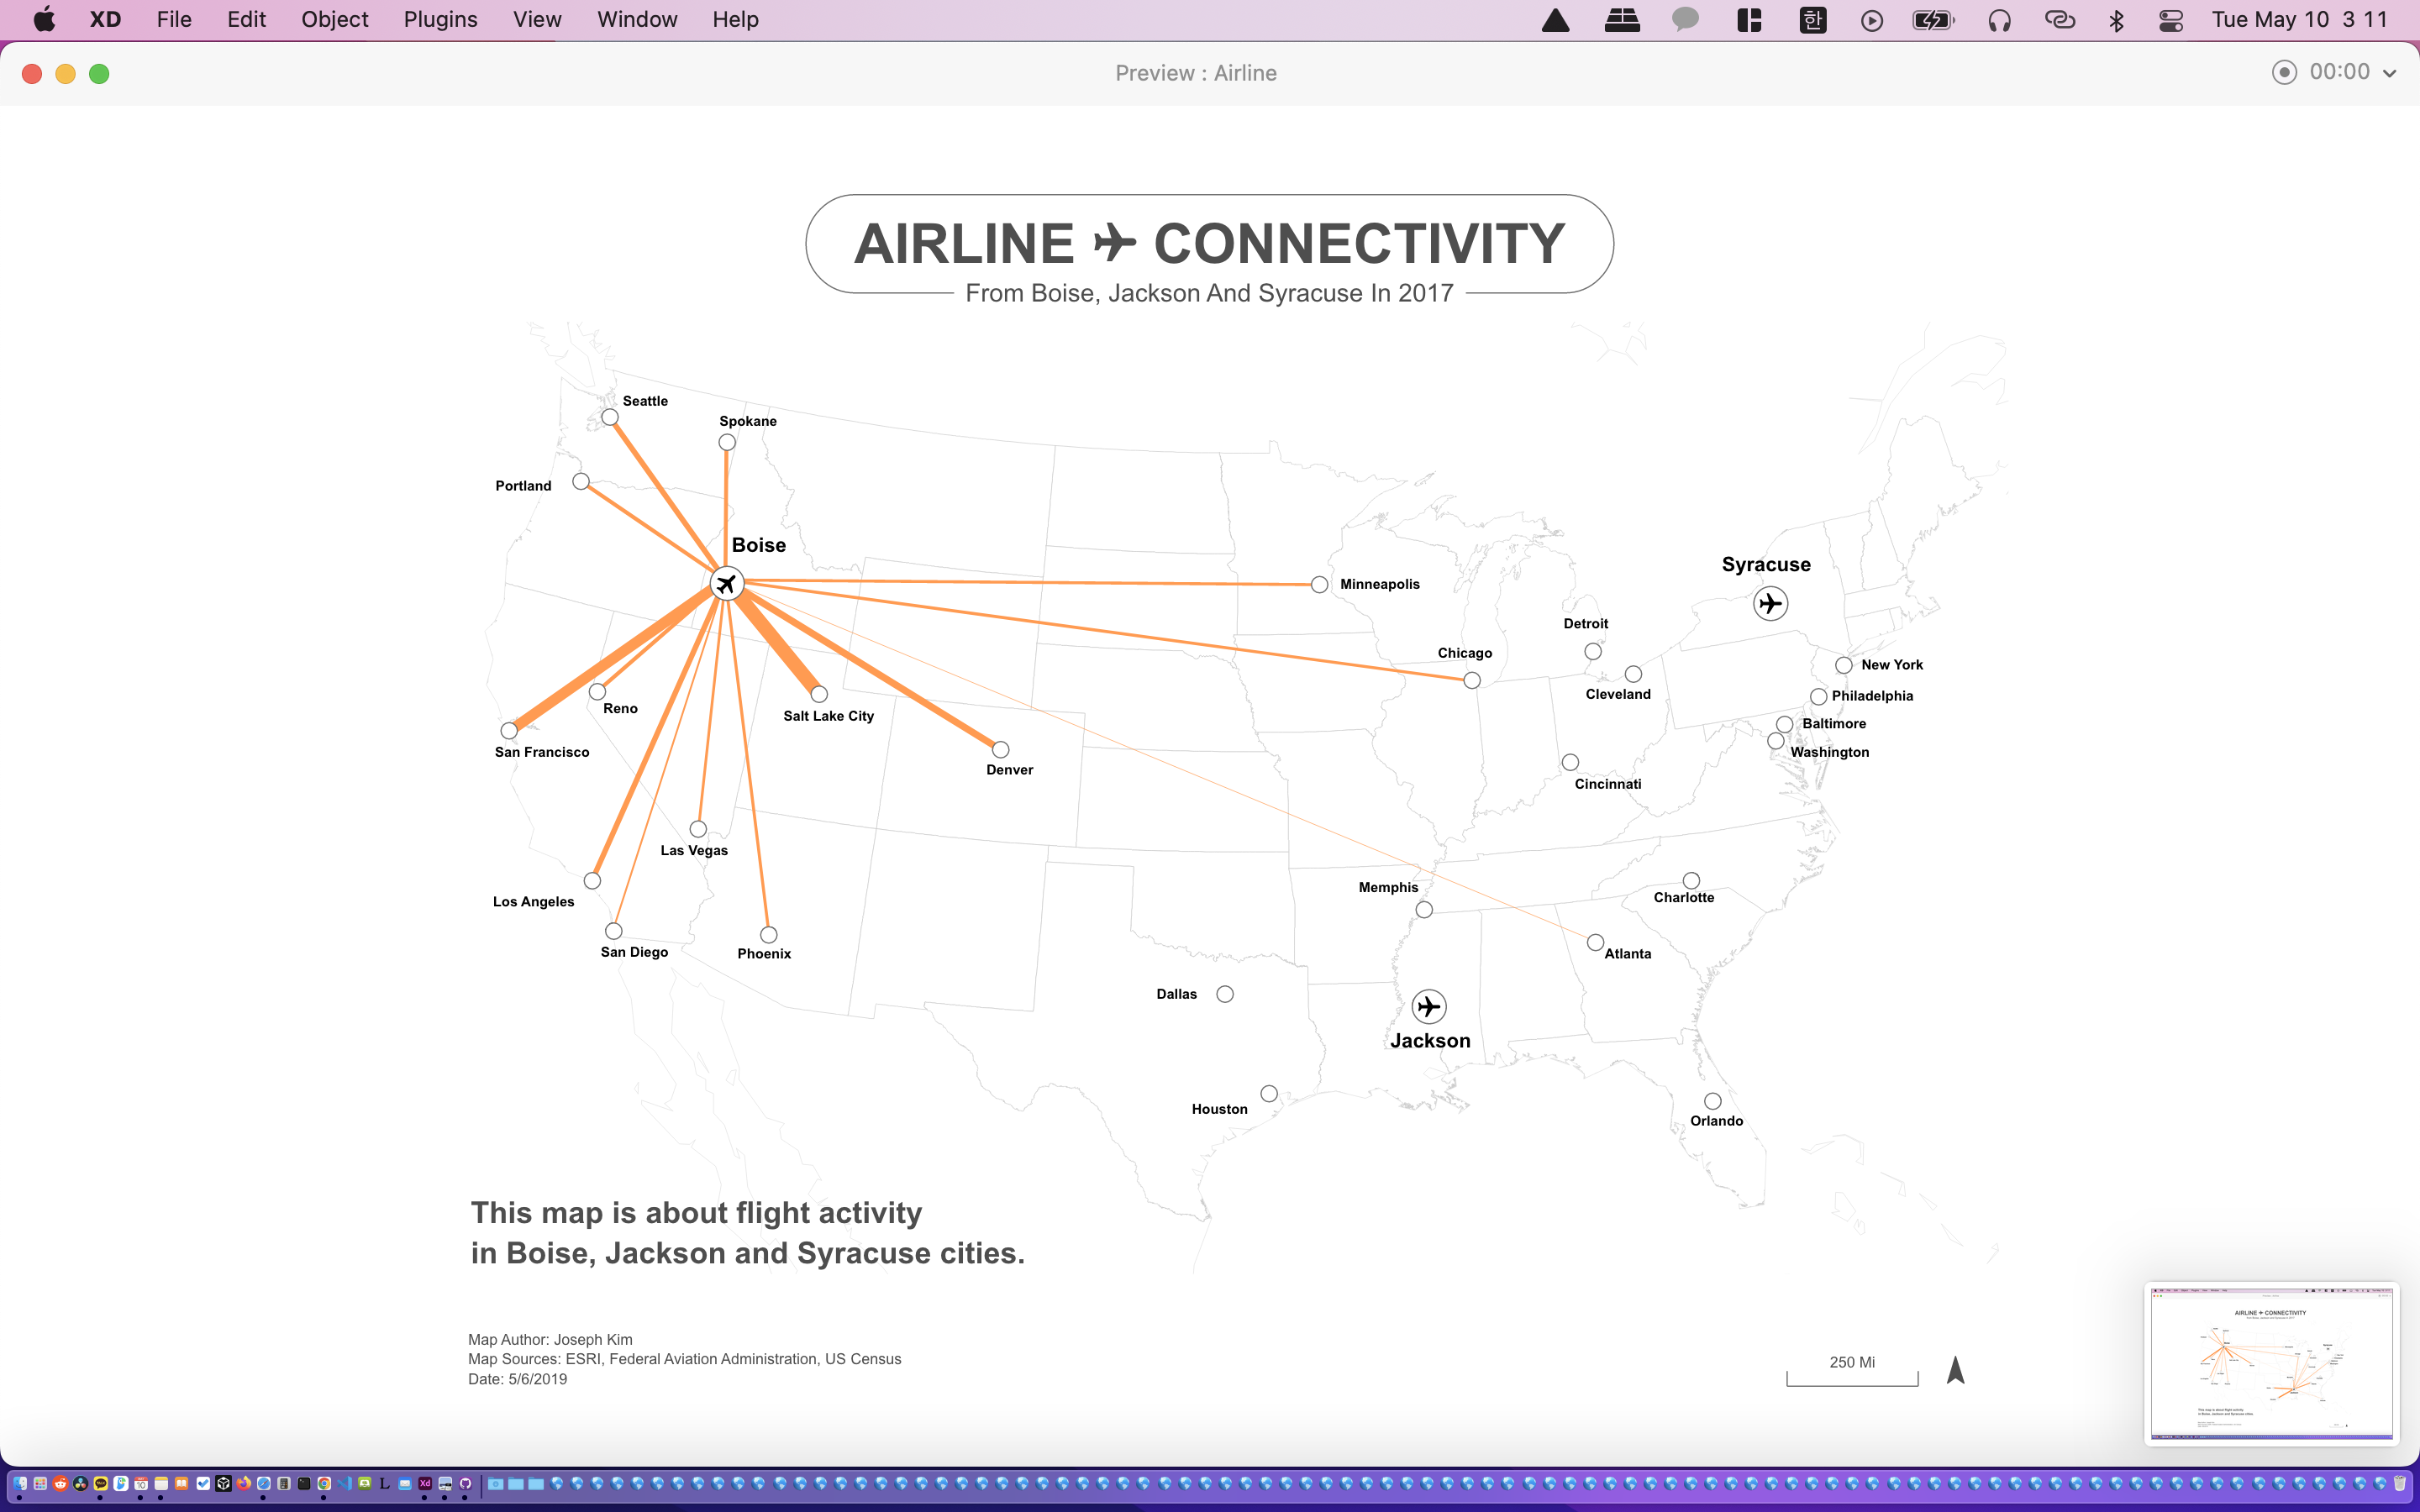 XD File Edit Object Plugins View Window Help
한
Tue May 10 3 11
Preview : Airline
00:00
AIRLINE CONNECTIVITY
From Boise, Jackson And Syracuse In 2017
Seattle
Spokane
Portland
Boise
Syracuse
Minneapolis
Detroit
Chicago
New York
Cleveland
Philadelphia
Reno
Salt Lake City
Baltimore
San Francisco
Washington
Denver
Cincinnati
Las Vegas
Memphis
Charlotte
Los Angeles
San Diego
Phoenix
Atlanta
Dallas
Jackson
Houston
Orlando
This map is about flight activity
in Boise, Jackson and Syracuse cities.
Map Author: Joseph Kim
Map Sources: ESRI, Federal Aviation Administration, US Census
Date: 5/6/2019
250 Mi
AIRLINE CONNECTIVITY